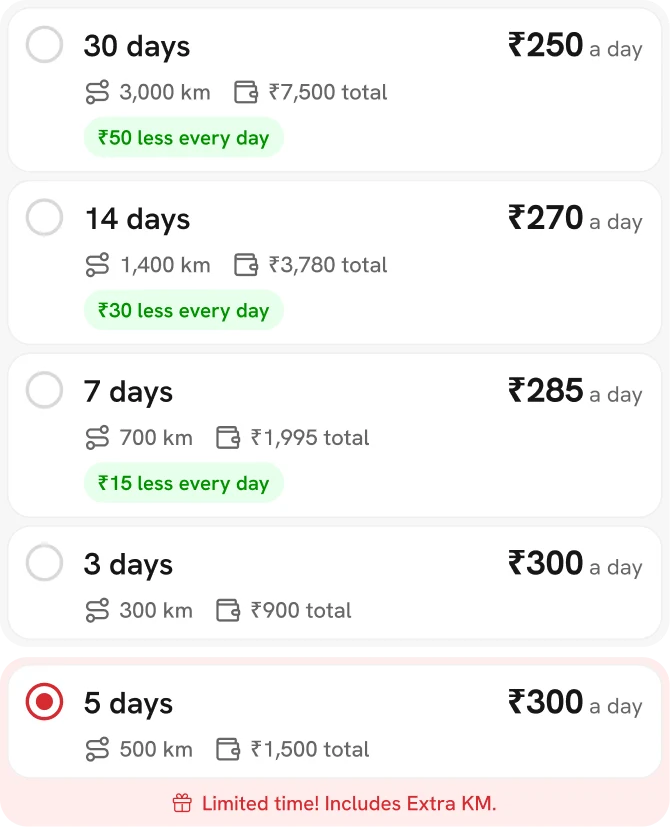 30 days ₹250 a day
3,000 km ₹7,500 total
₹50 less every day
14 days ₹270 a day
1,400 km ₹3,780 total
₹30 less every day
7 days ₹285 a day
700 km ₹1,995 total
₹15 less every day
3 days ₹300 a day
300 km ₹900 total
5 days ₹300 a day
500 km ₹1,500 total
Limited time! Includes Extra KM.